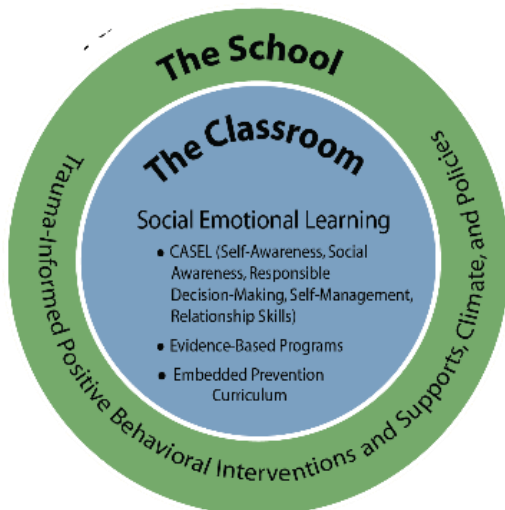 The School
The Classroom
Social Emotional Learning
• CASEL (Self-Awareness, Social
Awareness, Responsible
Decision-Making, Self-Management,
Relationship Skills)
• Evidence-Based Programs
• Embedded Prevention
Curriculum
Trauma-Informed Positive Behavioral Interventions and Supports, Climate, and Policies